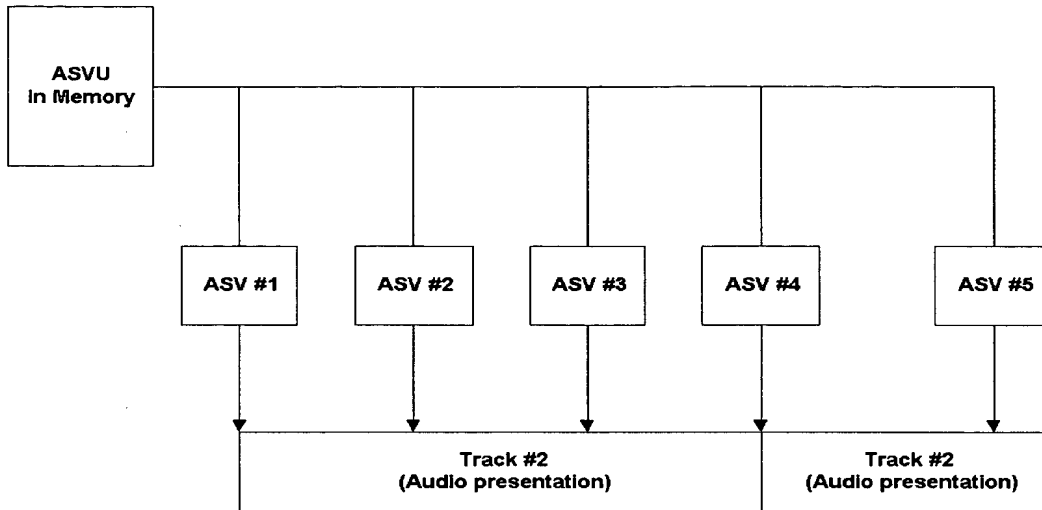 ASVU
In Memory
ASV #1
ASV #2
ASV #3
ASV #4
ASV #5
Track #2
(Audio presentation)
Track #2
(Audio presentation)